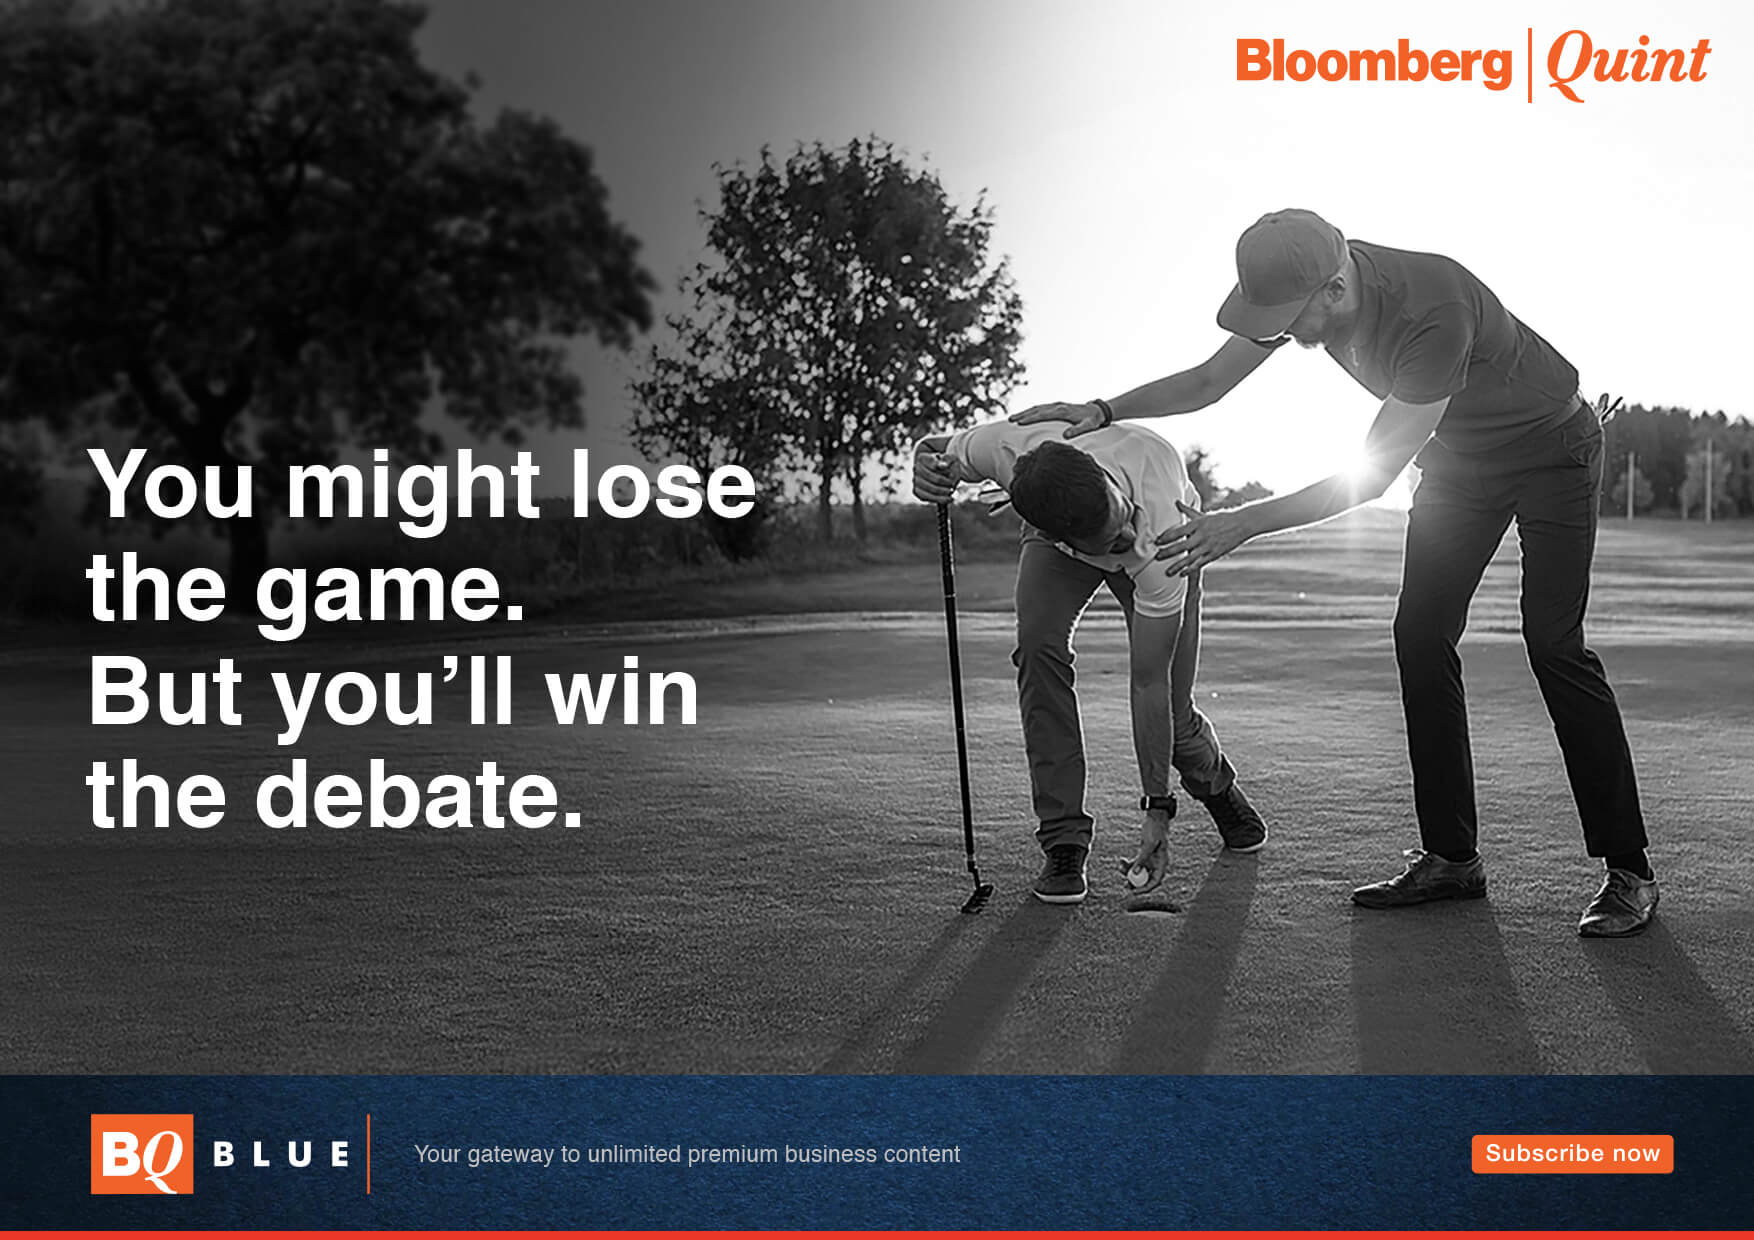 Bloomberg | Quint
You might lose
the game.
But you’ll win
the debate.
BQ BLUE
Your gateway to unlimited premium business content
Subscribe now